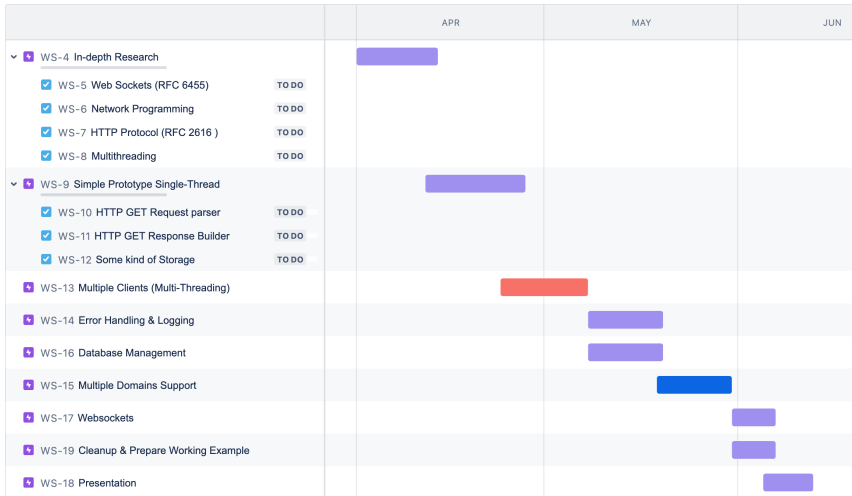 APR MAY JUN
WS-4 In-depth Research
WS-5 Web Sockets (RFC 6455) TO DO
WS-6 Network Programming TO DO
WS-7 HTTP Protocol (RFC 2616 ) TO DO
WS-8 Multithreading TO DO
WS-9 Simple Prototype Single-Thread
WS-10 HTTP GET Request parser TO DO
WS-11 HTTP GET Response Builder TO DO
WS-12 Some kind of Storage TO DO
WS-13 Multiple Clients (Multi-Threading)
WS-14 Error Handling & Logging
WS-16 Database Management
WS-15 Multiple Domains Support
WS-17 Websockets
WS-19 Cleanup & Prepare Working Example
WS-18 Presentation